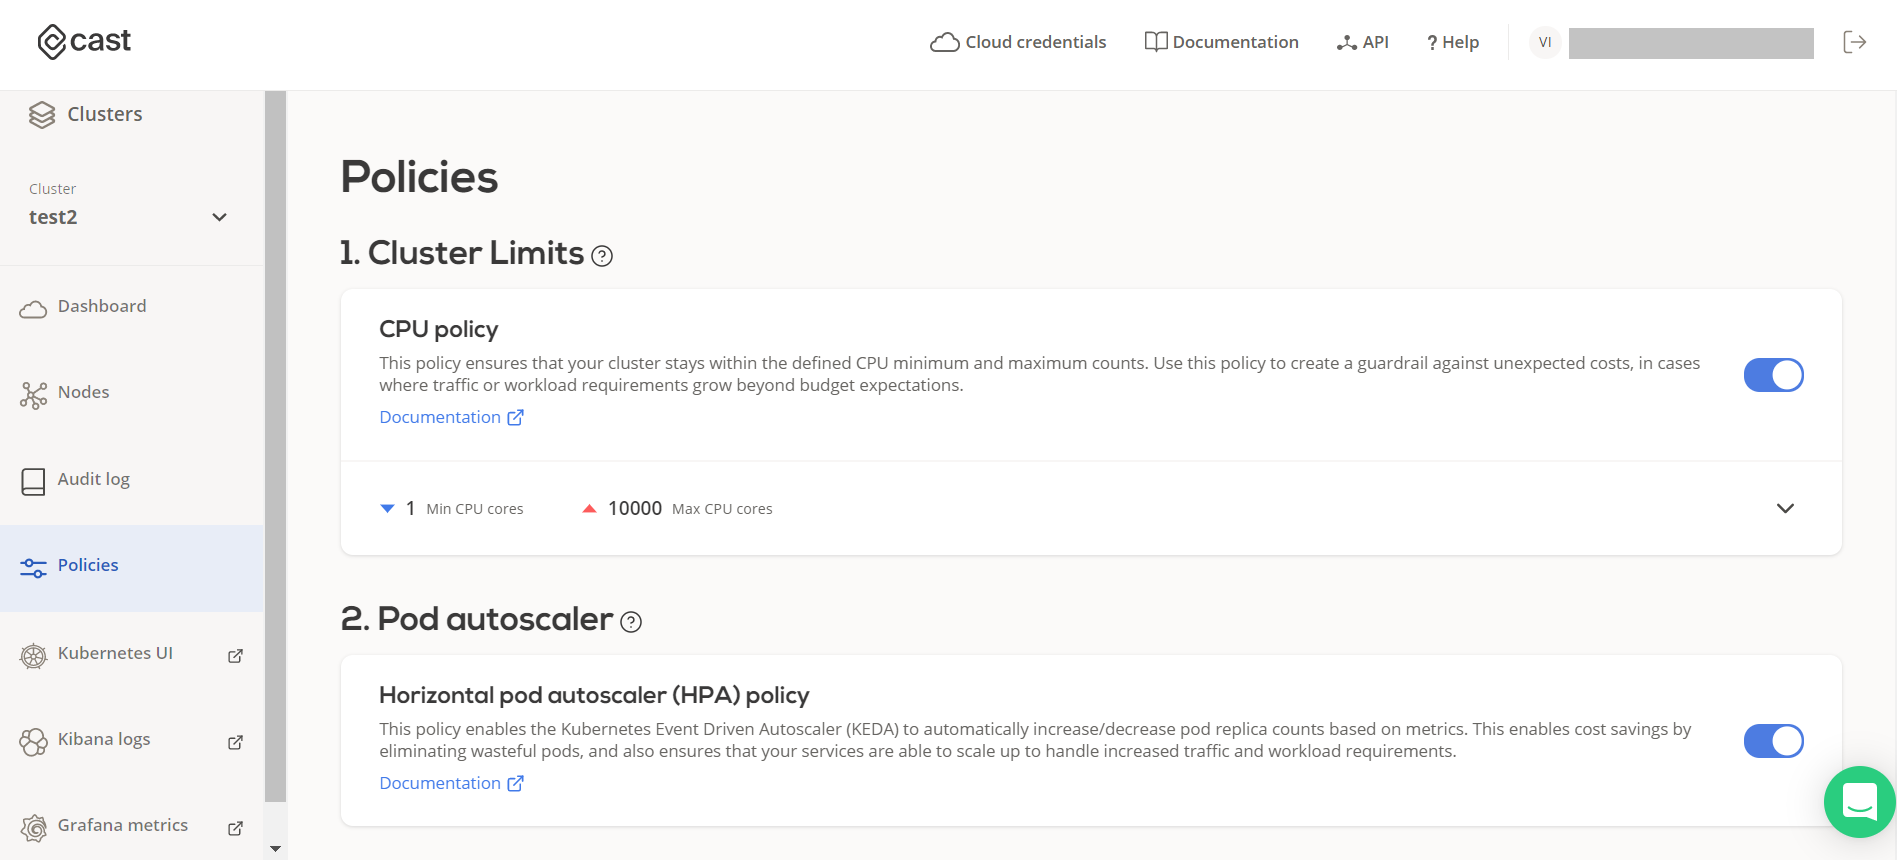 cast
Cloud credentials
Documentation
API
? Help
VI
Clusters
Cluster
test2
Dashboard
Nodes
Audit log
Policies
Kubernetes UI
Kibana logs
Grafana metrics
Policies
1. Cluster Limits ?
CPU policy
This policy ensures that your cluster stays within the defined CPU minimum and maximum counts. Use this policy to create a guardrail against unexpected costs, in cases
where traffic or workload requirements grow beyond budget expectations.
Documentation
1 Min CPU cores
10000 Max CPU cores
2. Pod autoscaler ?
Horizontal pod autoscaler (HPA) policy
This policy enables the Kubernetes Event Driven Autoscaler (KEDA) to automatically increase/decrease pod replica counts based on metrics. This enables cost savings by
eliminating wasteful pods, and also ensures that your services are able to scale up to handle increased traffic and workload requirements.
Documentation